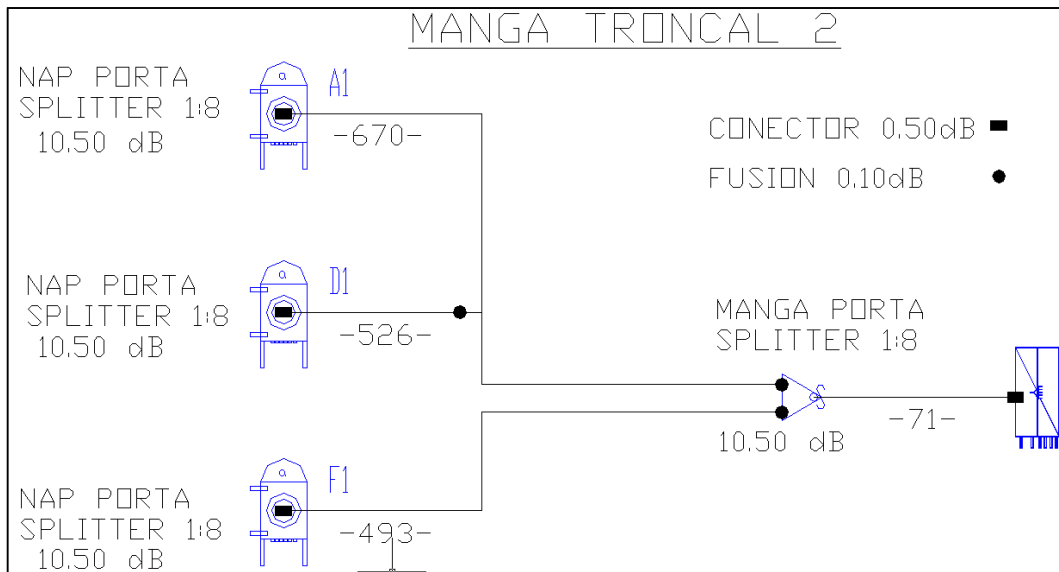 MANGA TRONCAL 2
NAP PORTA
SPLITTER 1:8
10.50 dB
a
A1
-670-
CONECTOR 0.50dB
FUSION 0.10dB
NAP PORTA
SPLITTER 1:8
10.50 dB
a
D1
-526-
MANGA PORTA
SPLITTER 1:8
S
10.50 dB
-71-
NAP PORTA
SPLITTER 1:8
10.50 dB
a
F1
-493-